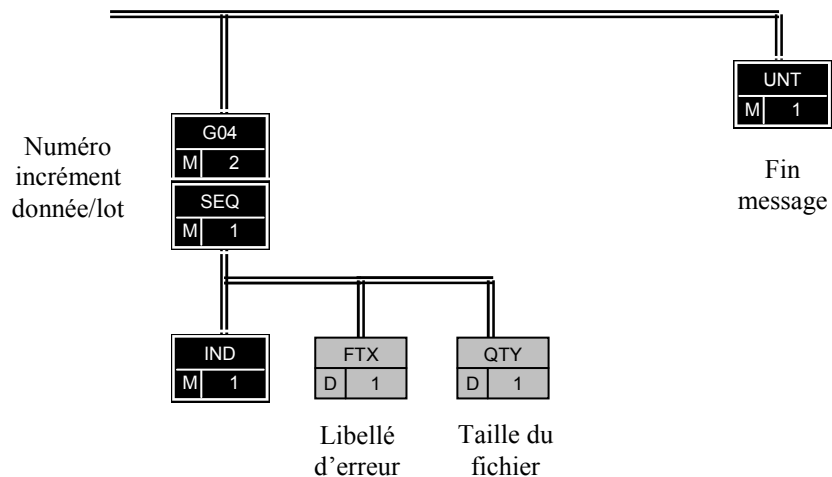 UNT
M 1
Fin
message
G04
M 2
SEQ
M 1
Numéro
incrément
donnée/lot
IND
M 1
FTX
D 1
Libellé
d’erreur
QTY
D 1
Taille du
fichier